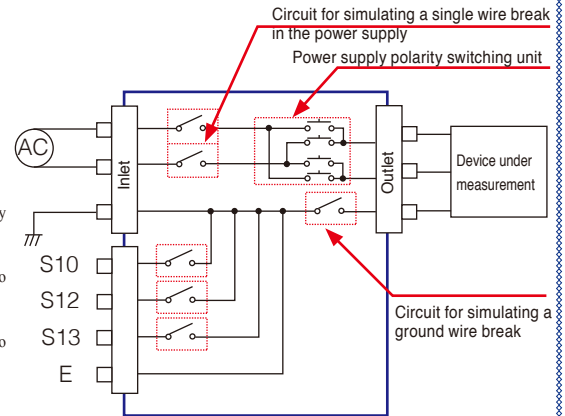 Circuit for simulating a single wire break
in the power supply
Power supply polarity switching unit
AC
Inlet
Outlet
Device under
measurement
y
S10
o
S12
S13
o
E
Circuit for simulating a
ground wire break